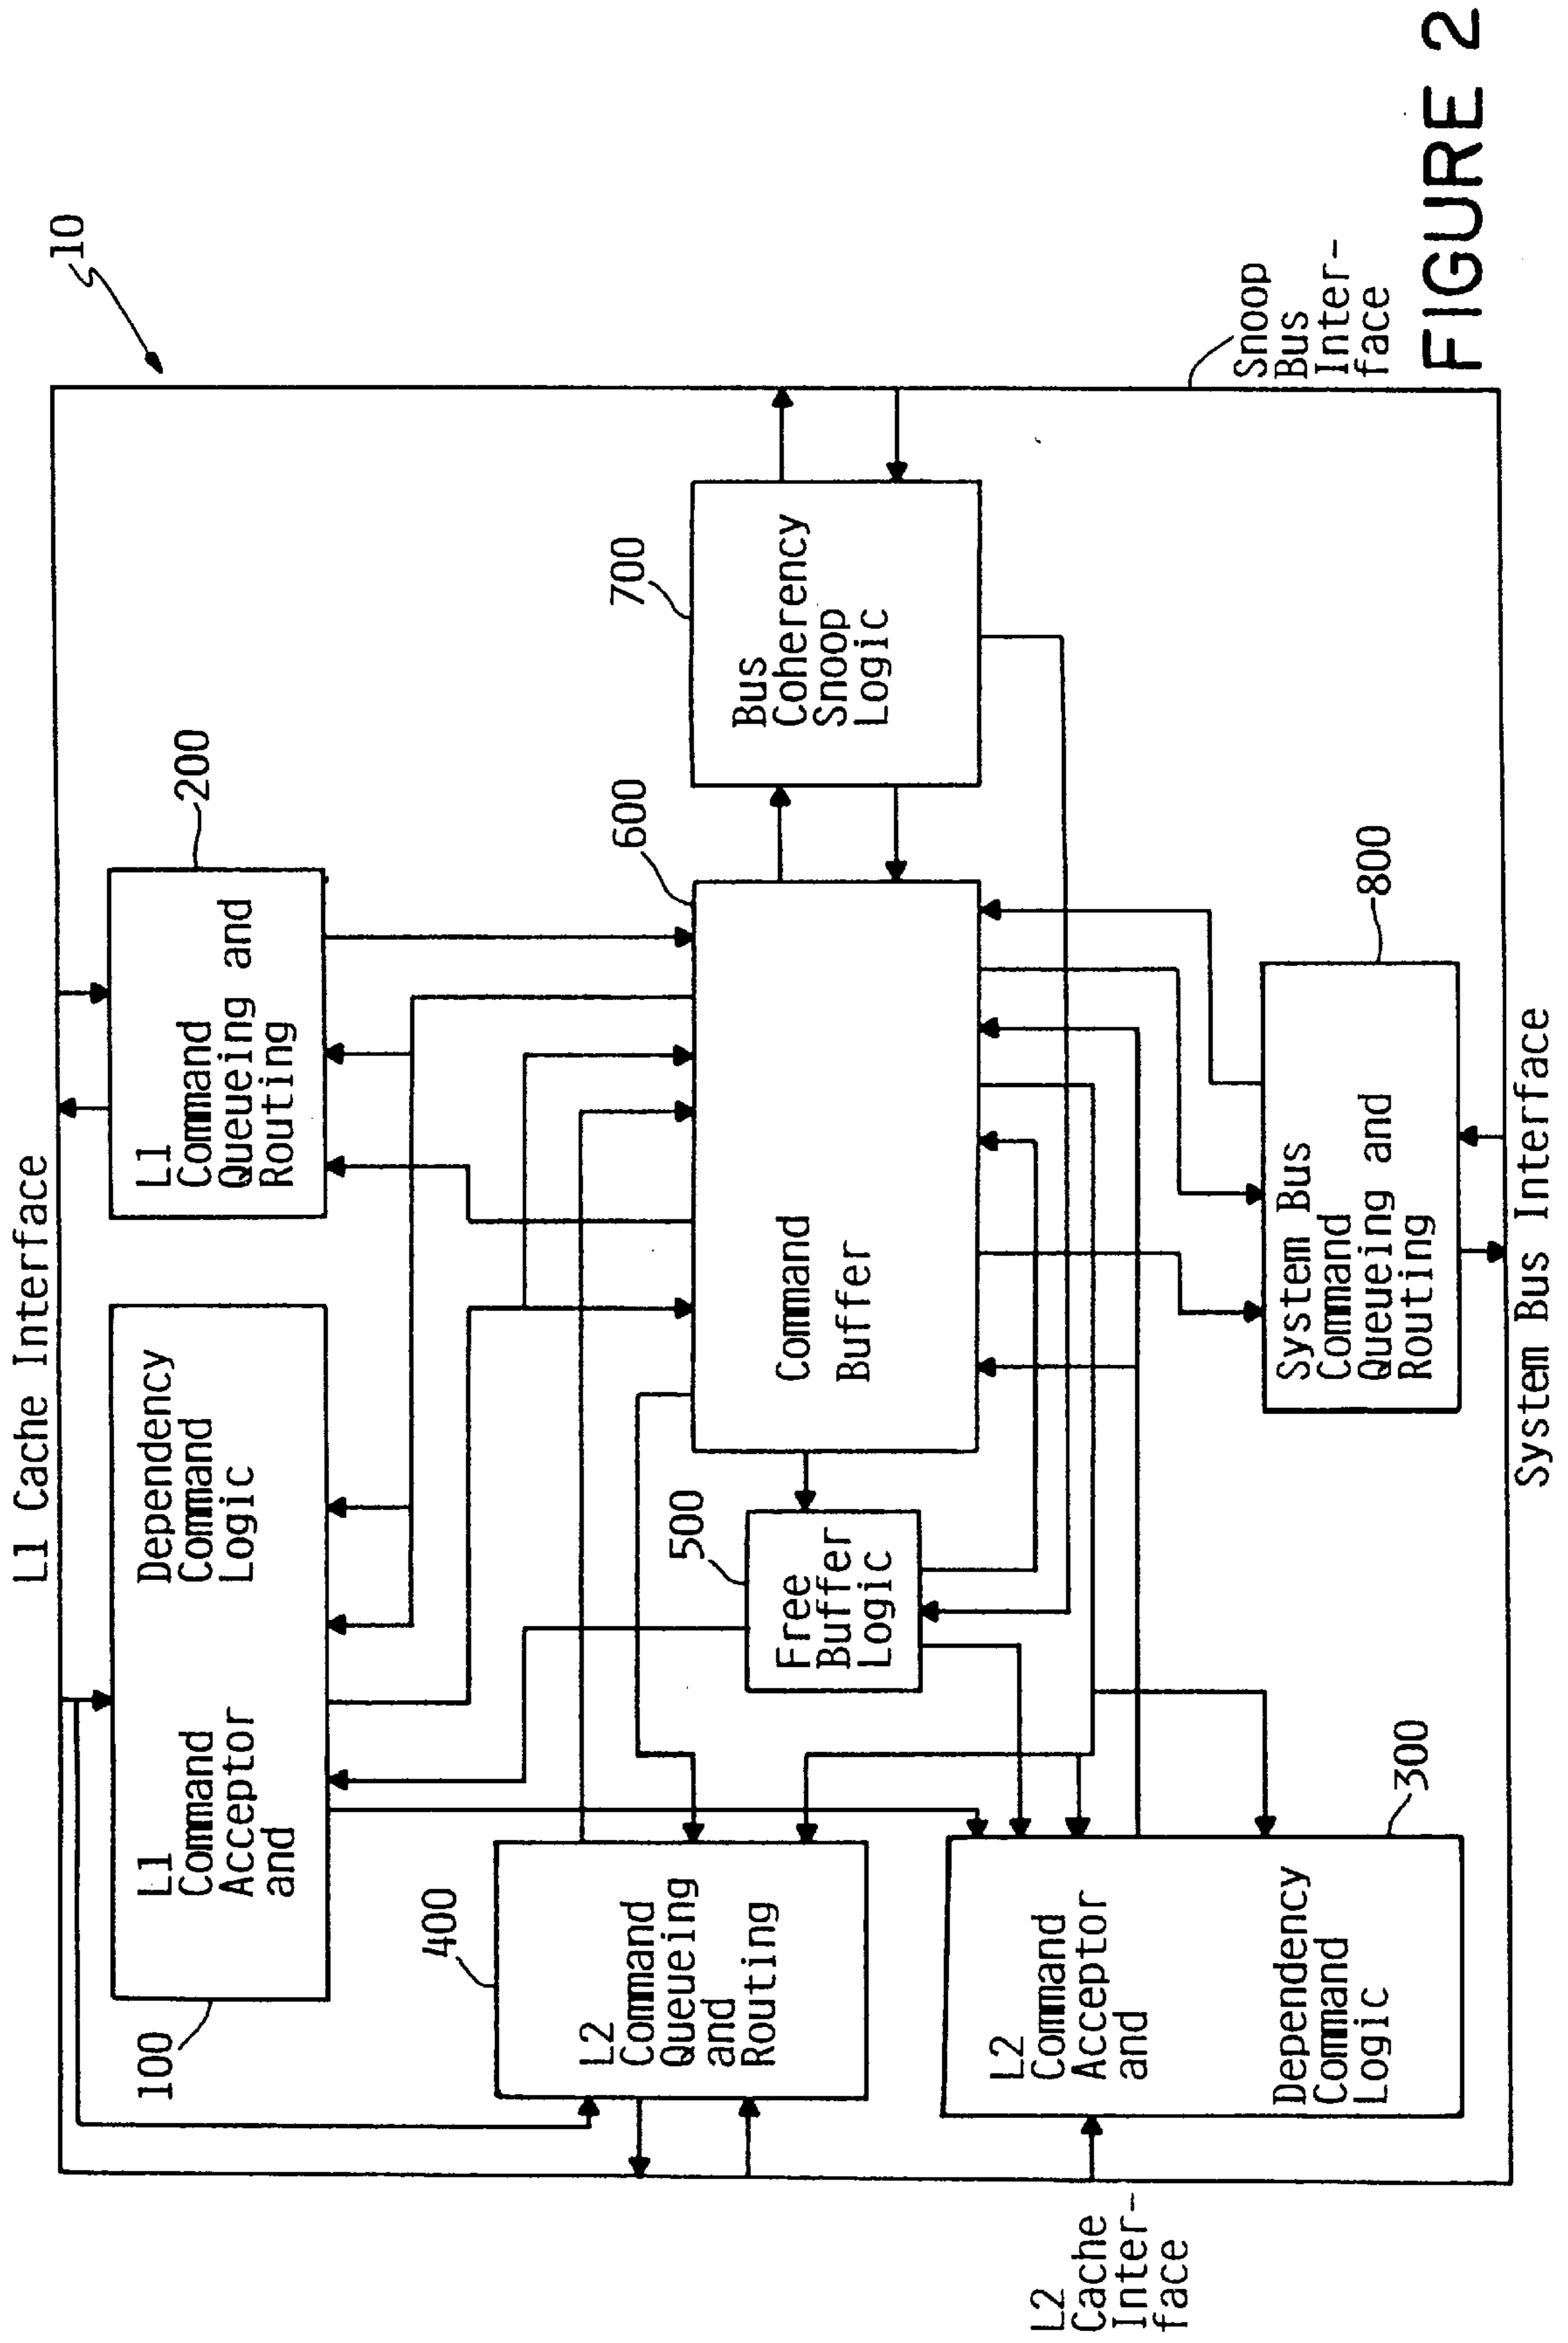 L1 Cache Interface
10
100
L1
Command
Acceptor
and
Dependency
Command
Logic
200
L1
Command
Queueing and
Routing
400
L2
Command
Queueing
and
Routing
500
Free
Buffer
Logic
600
Command
Buffer
700
Bus
Coherency
Snoop
Logic
300
L2
Command
Acceptor
and
Dependency
Command
Logic
800
System Bus
Command
Queueing and
Routing
L2
Cache
Inter-
face
Snoop
Bus
Inter-
face
System Bus Interface
FIGURE 2